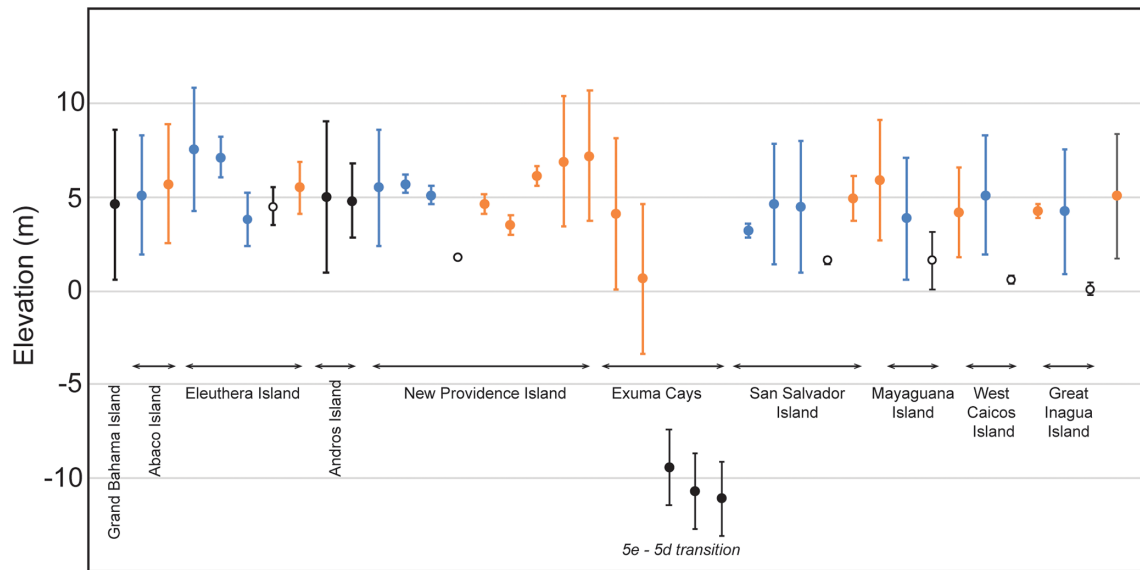 Elevation (m)
10
5
0
-5
-10
Grand Bahama Island
Abaco Island
Eleuthera Island
Andros Island
New Providence Island
Exuma Cays
San Salvador
Island
Mayaguana
Island
West
Caicos
Island
Great
Inagua
Island
5e - 5d transition